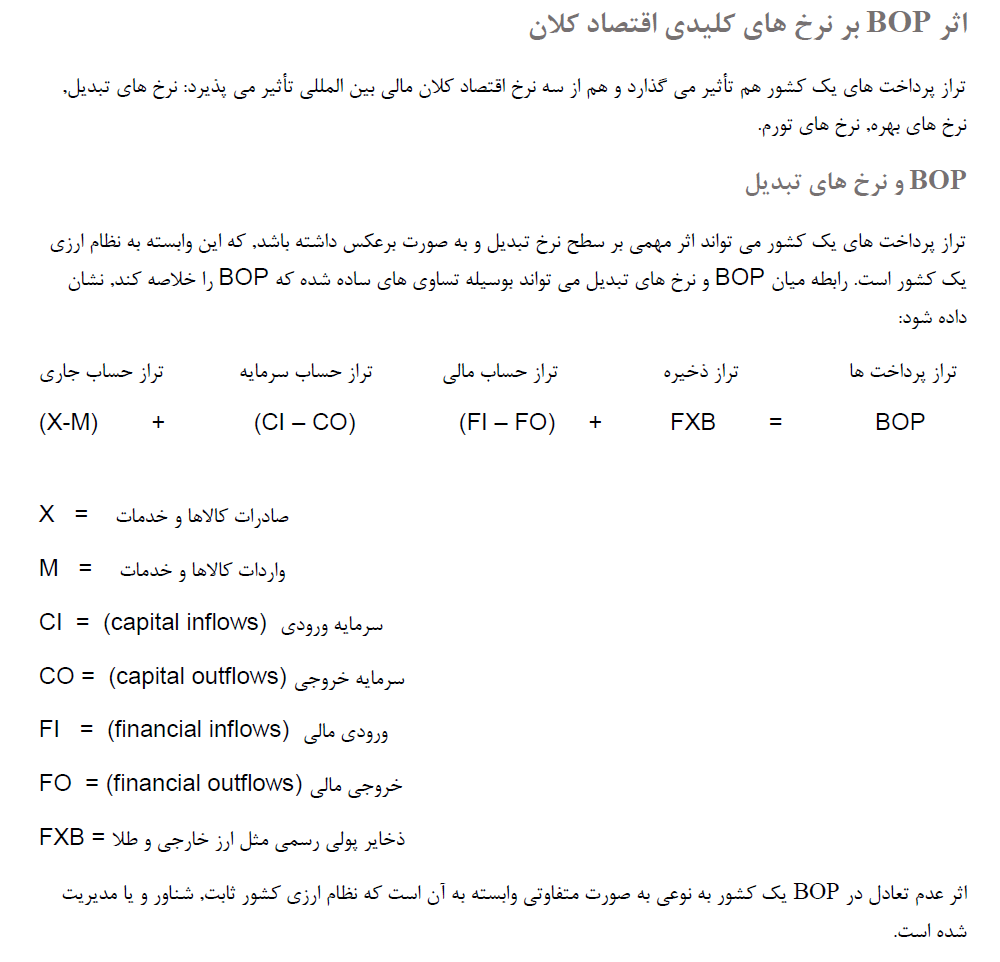 اثر BOP بر نرخ های کلیدی اقتصاد کلان
تراز پرداخت های یک کشور هم تأثیر می گذارد و هم از سه نرخ اقتصاد کلان مالی بین المللی تأثیر می پذیرد: نرخ های تبدیل,
نرخ های بهره, نرخ های تورم.
BOP و نرخ های تبدیل
تراز پرداخت های یک کشور می تواند اثر مهمی بر سطح نرخ تبدیل و به صورت برعکس داشته باشد, که این وابسته به نظام ارزی
یک کشور است. رابطه میان BOP و نرخ های تبدیل می تواند بوسیله تساوی های ساده شده که BOP را خلاصه کند, نشان
داده شود:
تراز پرداخت ها تراز ذخیره تراز حساب مالی تراز حساب سرمایه تراز حساب جاری
(X-M) + (CI – CO) (FI – FO) + FXB = BOP
X = صادرات کالاها و خدمات
M = واردات کالاها و خدمات
CI = (capital inflows) سرمایه ورودی
CO = (capital outflows) سرمایه خروجی
FI = (financial inflows) ورودی مالی
FO = (financial outflows) خروجی مالی
FXB = ذخایر پولی رسمی مثل ارز خارجی و طلا
اثر عدم تعادل در BOP یک کشور به نوعی به صورت متفاوتی وابسته به آن است که نظام ارزی کشور ثابت, شناور و یا مدیریت
شده است.